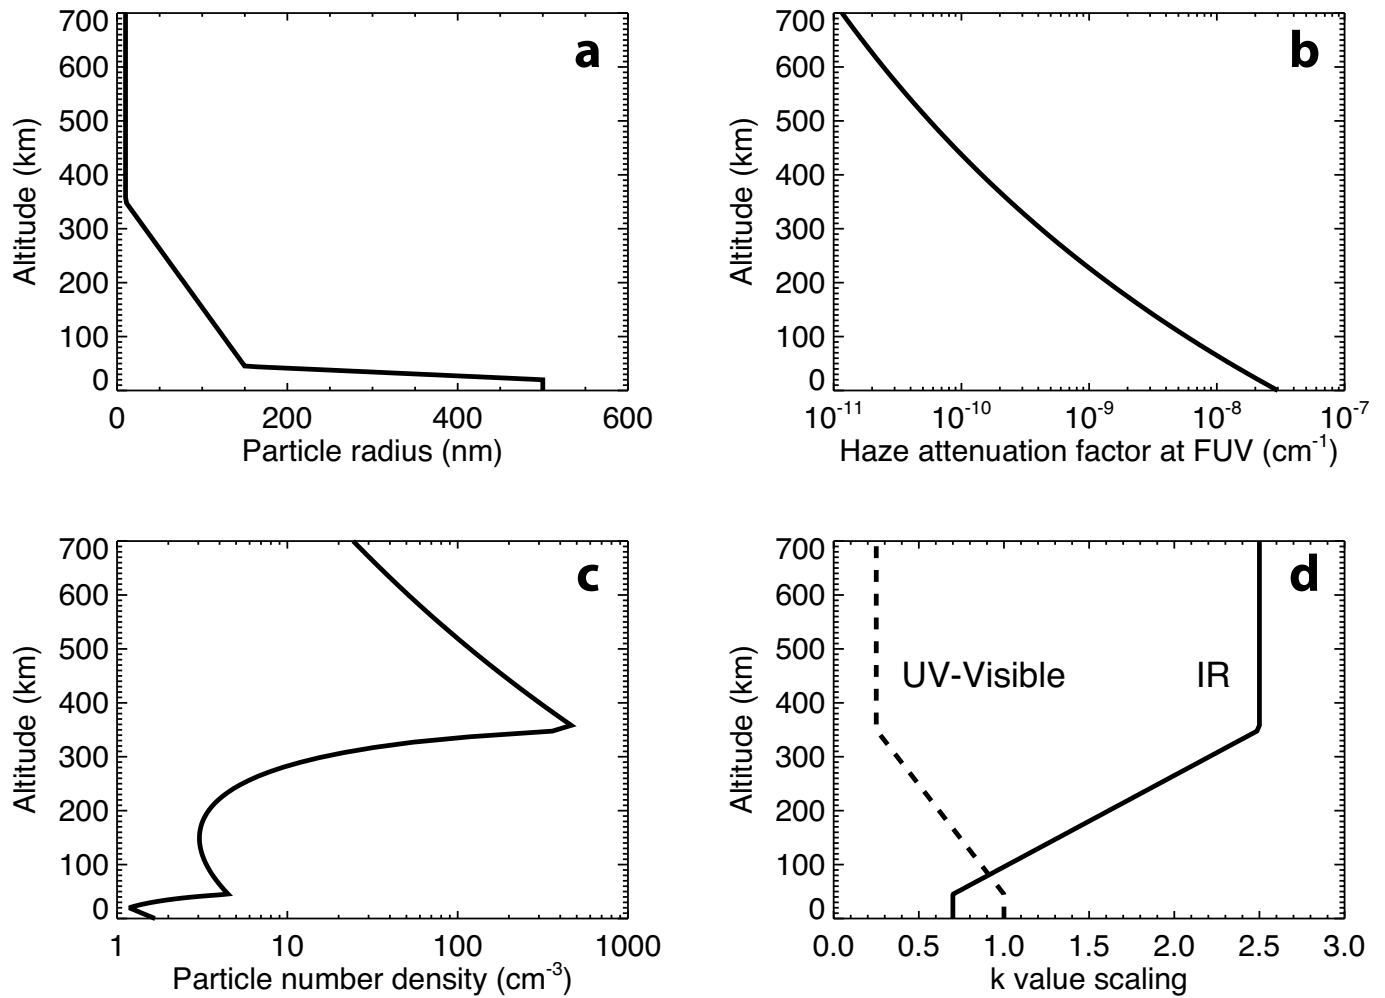 a
700
600
500
400
300
200
100
0
Altitude (km)
0 200 400 600
Particle radius (nm)
b
700
600
500
400
300
200
100
0
Altitude (km)
10⁻¹¹ 10⁻¹⁰ 10⁻⁹ 10⁻⁸ 10⁻⁷
Haze attenuation factor at FUV (cm⁻¹)
c
700
600
500
400
300
200
100
0
Altitude (km)
1 10 100 1000
Particle number density (cm⁻³)
d
700
600
500
400
300
200
100
0
Altitude (km)
UV-Visible IR
0.0 0.5 1.0 1.5 2.0 2.5 3.0
k value scaling